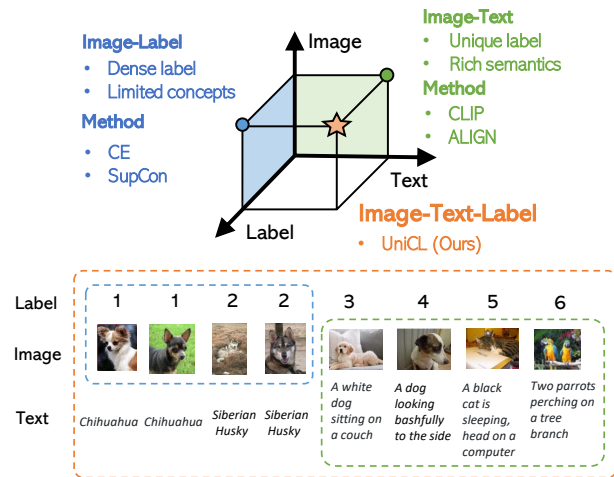 Image-Label
• Dense label
• Limited concepts
Method
• CE
• SupCon
Image
Text
Label
Image-Text
• Unique label
• Rich semantics
Method
• CLIP
• ALIGN
Image-Text-Label
• UniCL (Ours)
Label 1 1 2 2 3 4 5 6
Image
Text
Chihuahua
Chihuahua
Siberian
Husky
Siberian
Husky
A white
dog
sitting on
a couch
A dog
looking
bashfully
to the side
A black
cat is
sleeping,
head on a
computer
Two parrots
perching on
a tree
branch